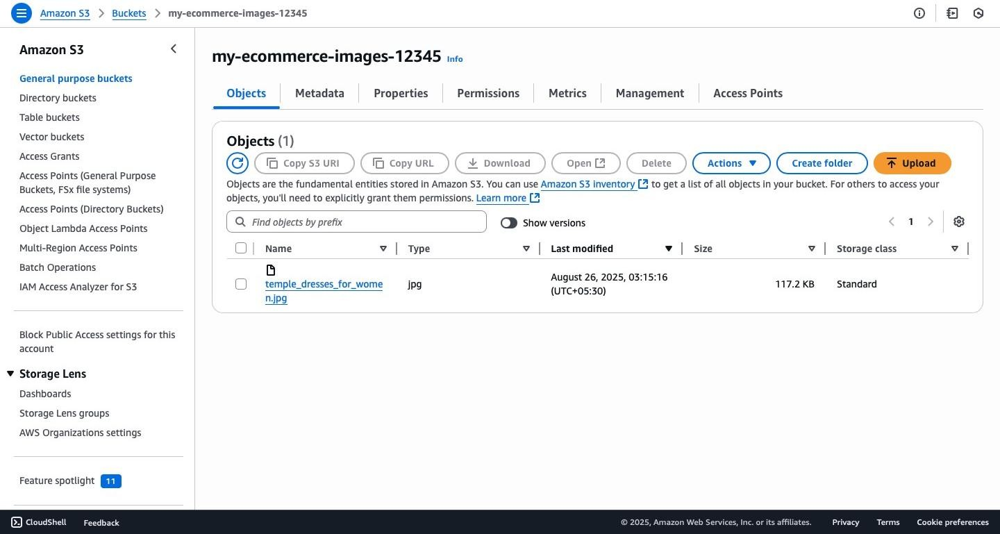 Amazon S3 > Buckets > my-ecommerce-images-12345
Amazon S3
General purpose buckets
Directory buckets
Table buckets
Vector buckets
Access Grants
Access Points (General Purpose
Buckets, FSx file systems)
Access Points (Directory Buckets)
Object Lambda Access Points
Multi-Region Access Points
Batch Operations
IAM Access Analyzer for S3
Block Public Access settings for this
account
Storage Lens
Dashboards
Storage Lens groups
AWS Organizations settings
Feature spotlight 11
my-ecommerce-images-12345 Info
Objects Metadata Properties Permissions Metrics Management Access Points
Objects (1)
Copy S3 URI Copy URL Download Open Delete Actions Create folder Upload
Objects are the fundamental entities stored in Amazon S3. You can use Amazon S3 inventory to get a list of all objects in your bucket. For others to access your
objects, you'll need to explicitly grant them permissions. Learn more
Find objects by prefix Show versions 1
Name Type Last modified Size Storage class
temple_dresses_for_wome
n.jpg
jpg
August 26, 2025, 03:15:16
(UTC+05:30)
117.2 KB
Standard
CloudShell Feedback © 2025, Amazon Web Services, Inc. or its affiliates. Privacy Terms Cookie preferences